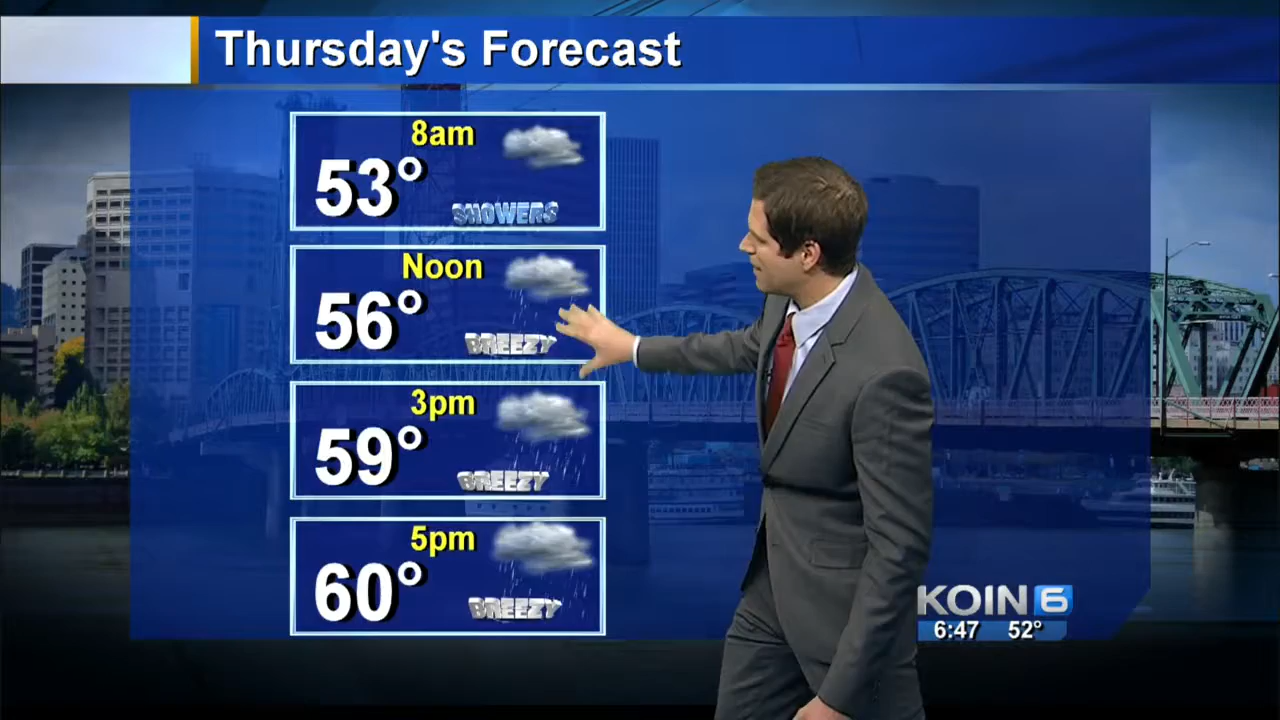 Thursday's Forecast
8am
53°
SHOWERS
Noon
56°
BREEZY
3pm
59°
BREEZY
5pm
60°
BREEZY
KOIN 6
6:47 52°